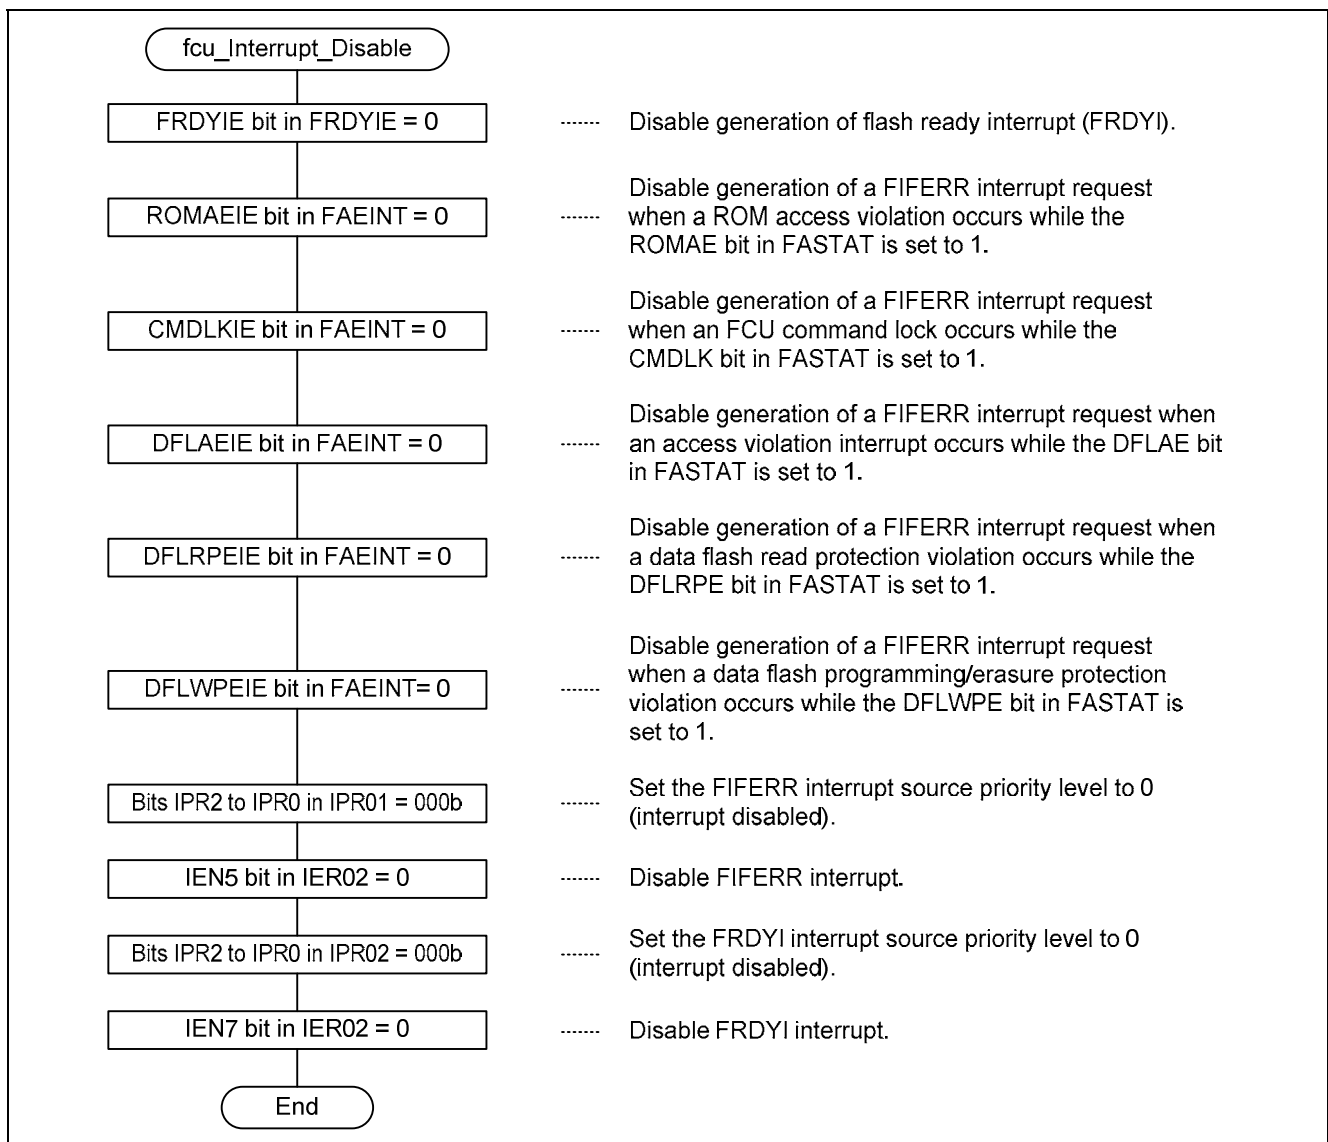 fcu_Interrupt_Disable
FRDYIE bit in FRDYIE = 0
Disable generation of flash ready interrupt (FRDYI).
ROMAEIE bit in FAEINT = 0
Disable generation of a FIFERR interrupt request
when a ROM access violation occurs while the
ROMAE bit in FASTAT is set to 1.
CMDLKIE bit in FAEINT = 0
Disable generation of a FIFERR interrupt request
when an FCU command lock occurs while the
CMDLK bit in FASTAT is set to 1.
DFLAEIE bit in FAEINT = 0
Disable generation of a FIFERR interrupt request when
an access violation interrupt occurs while the DFLAE bit
in FASTAT is set to 1.
DFLRPEIE bit in FAEINT = 0
Disable generation of a FIFERR interrupt request when
a data flash read protection violation occurs while the
DFLRPE bit in FASTAT is set to 1.
DFLWPEIE bit in FAEINT= 0
Disable generation of a FIFERR interrupt request
when a data flash programming/erasure protection
violation occurs while the DFLWPE bit in FASTAT is
set to 1.
Bits IPR2 to IPR0 in IPR01 = 000b
Set the FIFERR interrupt source priority level to 0
(interrupt disabled).
IEN5 bit in IER02 = 0
Disable FIFERR interrupt.
Bits IPR2 to IPR0 in IPR02 = 000b
Set the FRDYI interrupt source priority level to 0
(interrupt disabled).
IEN7 bit in IER02 = 0
Disable FRDYI interrupt.
End